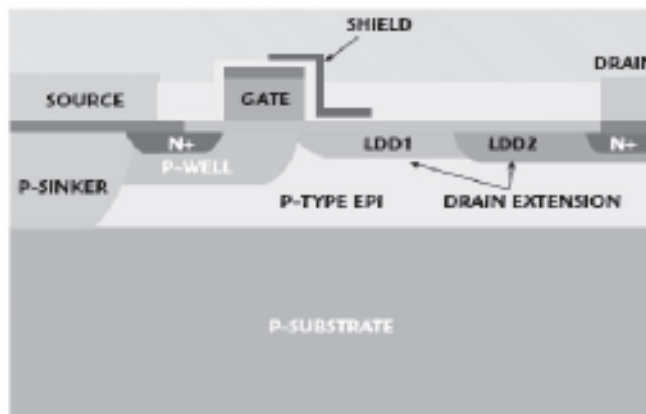 SHIELD
DRAIN
SOURCE
GATE
N+
LDD1
LDD2
N+
P-WELL
P-SINKER
P-TYPE EPI
DRAIN EXTENSION
P-SUBSTRATE